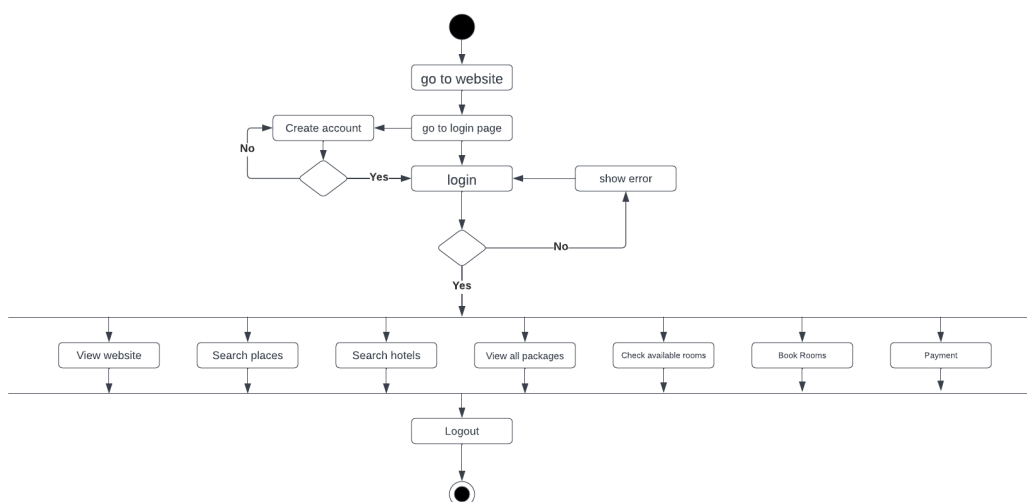 go to website
Create account
go to login page
No
Yes
login
show error
No
Yes
View website
Search places
Search hotels
View all packages
Check available rooms
Book Rooms
Payment
Logout